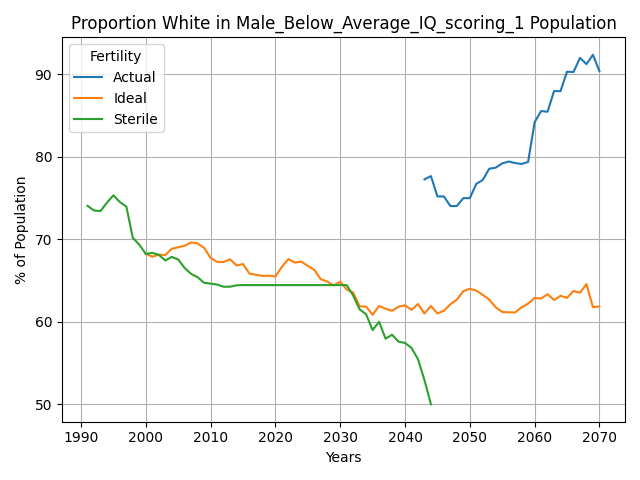 Proportion White in Male_Below_Average_IQ_scoring_1 Population
Fertility
Actual
Ideal
Sterile
% of Population
90
80
70
60
50
1990 2000 2010 2020 2030 2040 2050 2060 2070
Years